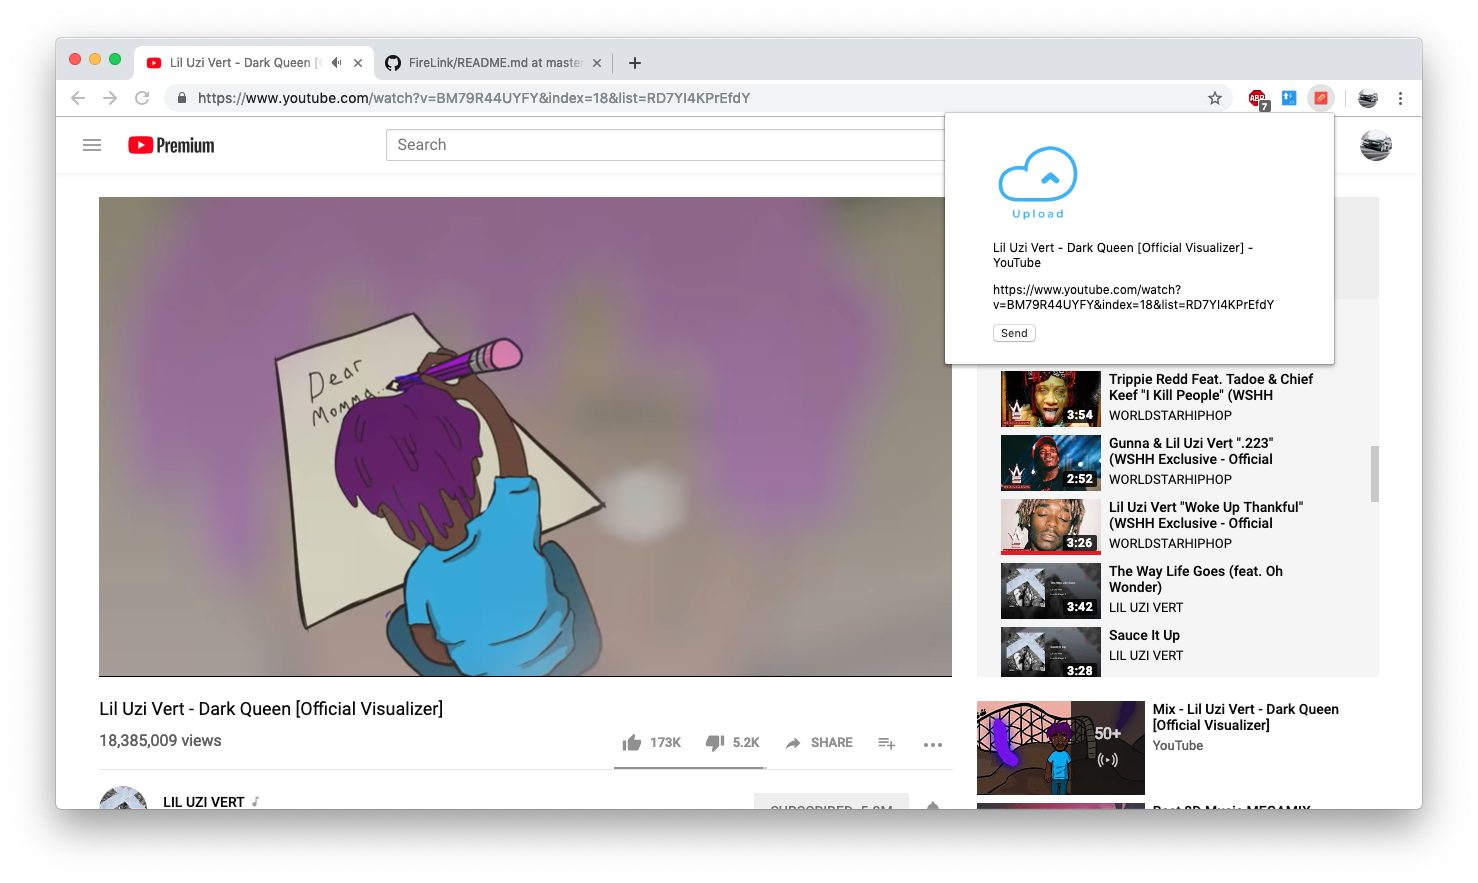 Lil Uzi Vert - Dark Queen [
FireLink/README.md at master
https://www.youtube.com/watch?v=BM79R44UYFY&index=18&list=RD7YI4KPrEfdY
ABP
7
Premium
Search
Upload
Lil Uzi Vert - Dark Queen [Official Visualizer] -
YouTube
https://www.youtube.com/watch?
v=BM79R44UYFY&index=18&list=RD7YI4KPrEfdY
Send
Dear
Momma...
Trippie Redd Feat. Tadoe & Chief
Keef "I Kill People" (WSHH
WORLDSTARHIPHOP
3:54
Gunna & Lil Uzi Vert ".223"
(WSHH Exclusive - Official
WORLDSTARHIPHOP
2:52
Lil Uzi Vert "Woke Up Thankful"
(WSHH Exclusive - Official
WORLDSTARHIPHOP
3:26
The Way Life Goes (feat. Oh
Wonder)
LIL UZI VERT
3:42
Sauce It Up
LIL UZI VERT
3:28
Lil Uzi Vert - Dark Queen [Official Visualizer]
18,385,009 views
173K
5.2K
SHARE
Mix - Lil Uzi Vert - Dark Queen
[Official Visualizer]
YouTube
50+
LIL UZI VERT